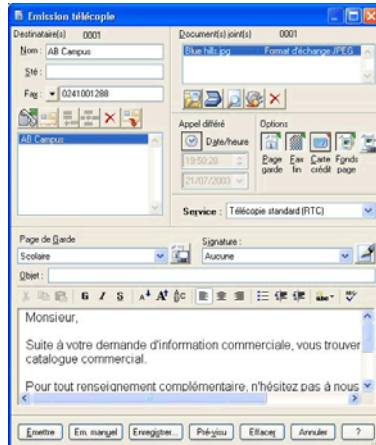 Emission télécopie
Destinataire(s) 0001
Document(s) joint(s) 0001
Nom : AB Campus
Blue hills.jpg Format d'échange JPEG
Sté :
Fax : 0241001288
AB Campus
Appel différé
Options
Date/heure
19:50:28
21/07/2003
Page garde
Fax fin
Carte crédit
Fonds page
Service : Télécopie standard (RTC)
Page de Garde
Signature :
Scolaire
Aucune
Objet :
G I S
abc
Monsieur,
Suite à votre demande d'information commerciale, vous trouver
catalogue commercial.
Pour tout renseignement complémentaire, n'hésitez pas à nous
Emettre
Em. manuel
Enregistrer...
Pré-visu
Effacer
Annuler
?